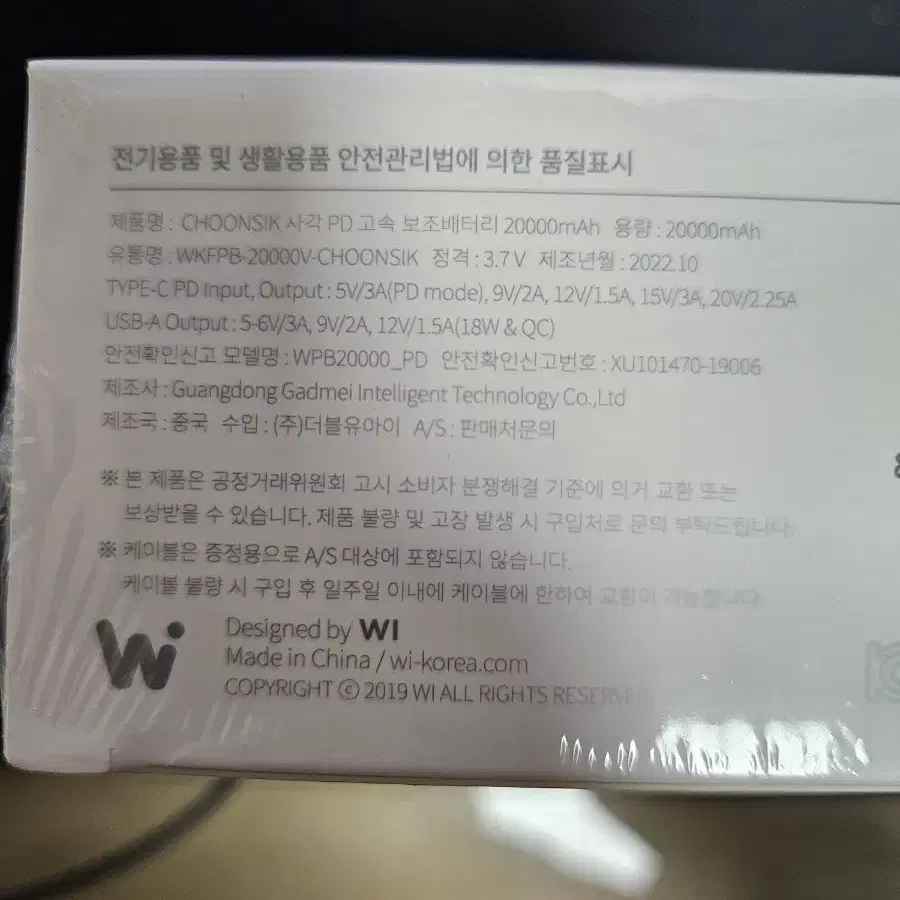 전기용품 및 생활용품 안전관리법에 의한 품질표시
제품명 : CHOONSIK 사각 PD 고속 보조배터리 20000mAh 용량 : 20000mAh
유통명 : WKFPB-20000V-CHOONSIK 정격 : 3.7 V 제조년월 : 2022.10
TYPE-C PD Input, Output : 5V/3A(PD mode), 9V/2A, 12V/1.5A, 15V/3A, 20V/2.25A
USB-A Output : 5-6V/3A, 9V/2A, 12V/1.5A(18W & QC)
안전확인신고 모델명 : WPB20000_PD 안전확인신고번호 : XU101470-19006
제조사 : Guangdong Gadmei Intelligent Technology Co.,Ltd
제조국 : 중국 수입 : (주)더블유아이 A/S : 판매처문의
※ 본 제품은 공정거래위원회 고시 소비자 분쟁해결 기준에 의거 교환 또는
보상받을 수 있습니다. 제품 불량 및 고장 발생 시 구입처로 문의 부탁드립니다.
※ 케이블은 증정용으로 A/S 대상에 포함되지 않습니다.
케이블 불량 시 구입 후 일주일 이내에 케이블에 한하여 교환이 가능합니다.
Wi
Designed by WI
Made in China / wi-korea.com
COPYRIGHT ⓒ 2019 WI ALL RIGHTS RESERVED